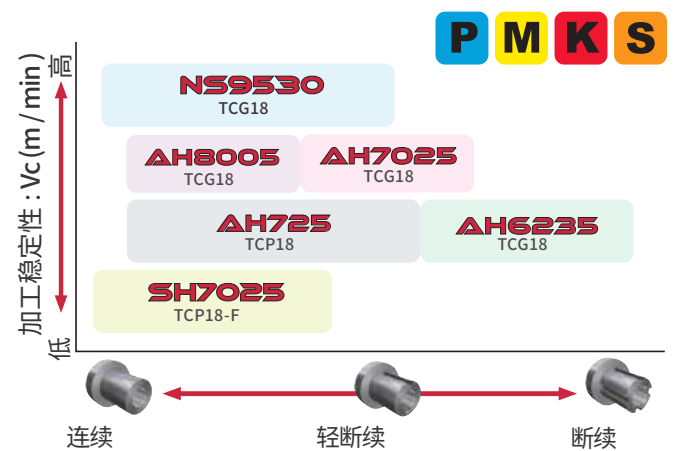 P M K S
高
加工稳定性 : Vc (m / min)
低
NS9530
TCG18
AH8005
TCG18
AH7025
TCG18
AH725
TCP18
AH6235
TCG18
SH7025
TCP18-F
连续
轻断续
断续